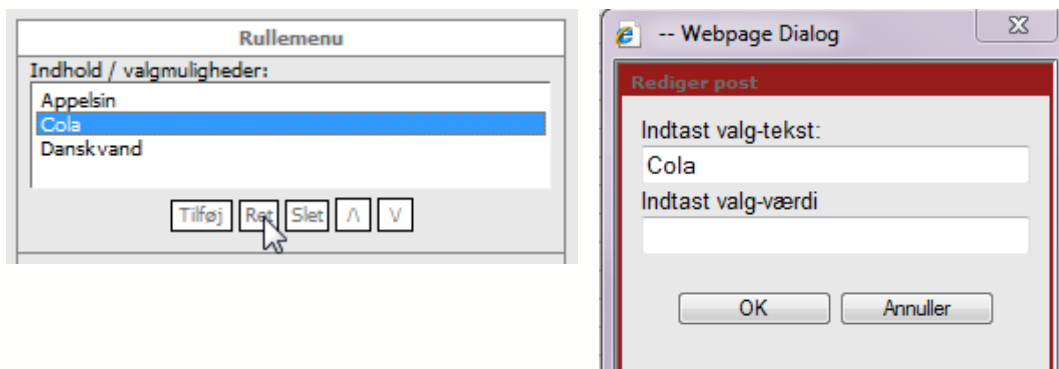 Rullemenu
Indhold / valgmuligheder:
Appelsin
Cola
Danskvand
Tilføj Ret Slet /\ \/
-- Webpage Dialog
Rediger post
Indtast valg-tekst:
Cola
Indtast valg-værdi
OK Annuller